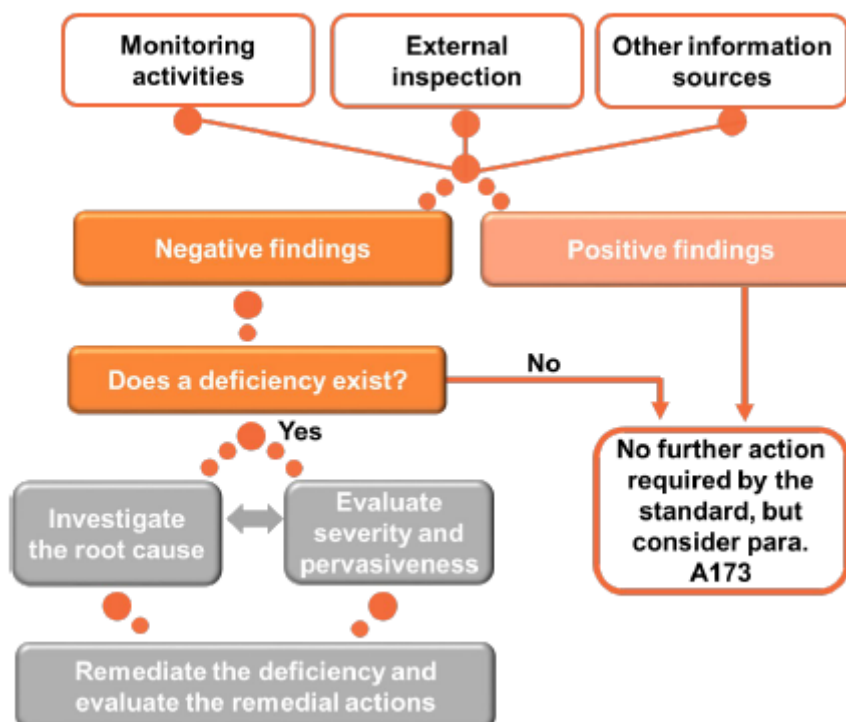 Monitoring
activities
External
inspection
Other information
sources
Negative findings
Positive findings
Does a deficiency exist?
No
Yes
No further action
required by the
standard, but
consider para.
A173
Investigate
the root cause
Evaluate
severity and
pervasiveness
Remediate the deficiency and
evaluate the remedial actions